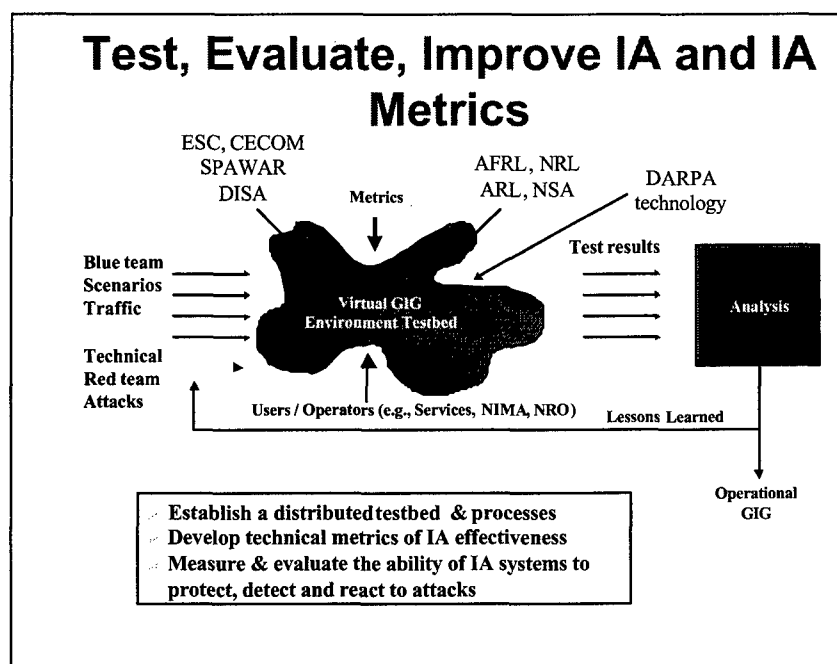 Test, Evaluate, Improve IA and IA
Metrics
ESC, CECOM
SPAWAR
DISA
Metrics
AFRL, NRL
ARL, NSA
DARPA
technology
Blue team
Scenarios
Traffic
Technical
Red team
Attacks
Virtual GIG
Environment Testbed
Test results
Analysis
Users / Operators (e.g., Services, NIMA, NRO)
Lessons Learned
Operational
GIG
Establish a distributed testbed & processes
Develop technical metrics of IA effectiveness
Measure & evaluate the ability of IA systems to
protect, detect and react to attacks